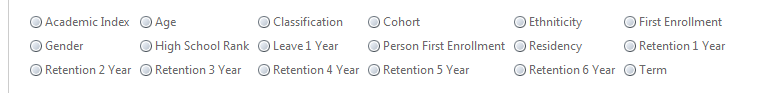 Academic Index Age Classification Cohort Ethnicity First Enrollment
Gender High School Rank Leave 1 Year Person First Enrollment Residency Retention 1 Year
Retention 2 Year Retention 3 Year Retention 4 Year Retention 5 Year Retention 6 Year Term